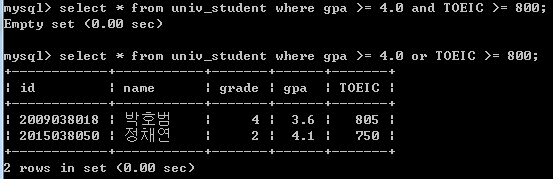 mysql> select * from univ_student where gpa >= 4.0 and TOEIC >= 800;
Empty set (0.00 sec)
mysql> select * from univ_student where gpa >= 4.0 or TOEIC >= 800;
+------------+--------+-------+------+-------+
| id | name | grade | gpa | TOEIC |
+------------+--------+-------+------+-------+
| 2009038018 | 박호범 | 4 | 3.6 | 805 |
| 2015038050 | 정채연 | 2 | 4.1 | 750 |
+------------+--------+-------+------+-------+
2 rows in set (0.00 sec)